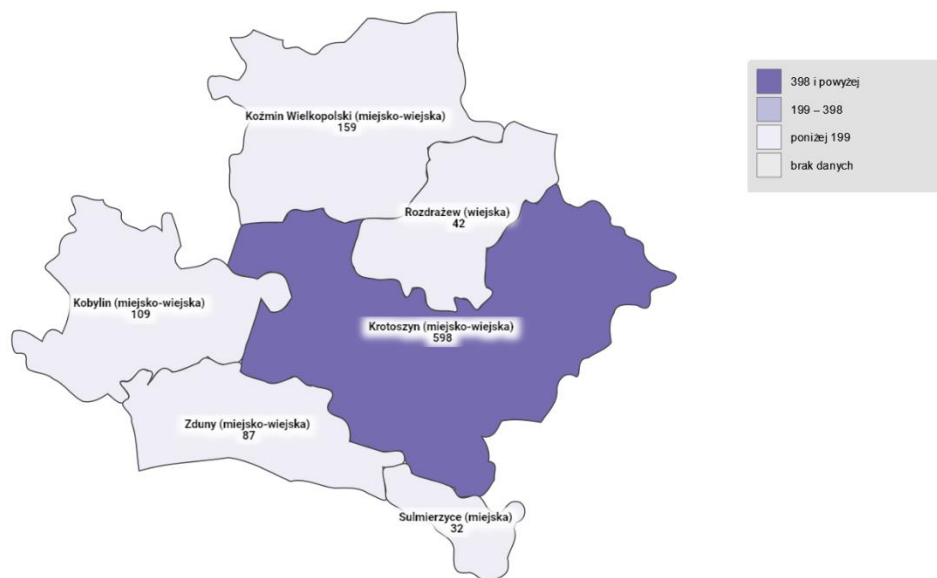 398 i powyżej
199 – 398
poniżej 199
brak danych
Koźmin Wielkopolski (miejsko-wiejska)
159
Rozdrażew (wiejska)
42
Kobylin (miejsko-wiejska)
109
Krotoszyn (miejsko-wiejska)
598
Zduny (miejsko-wiejska)
87
Sulmierzyce (miejska)
32